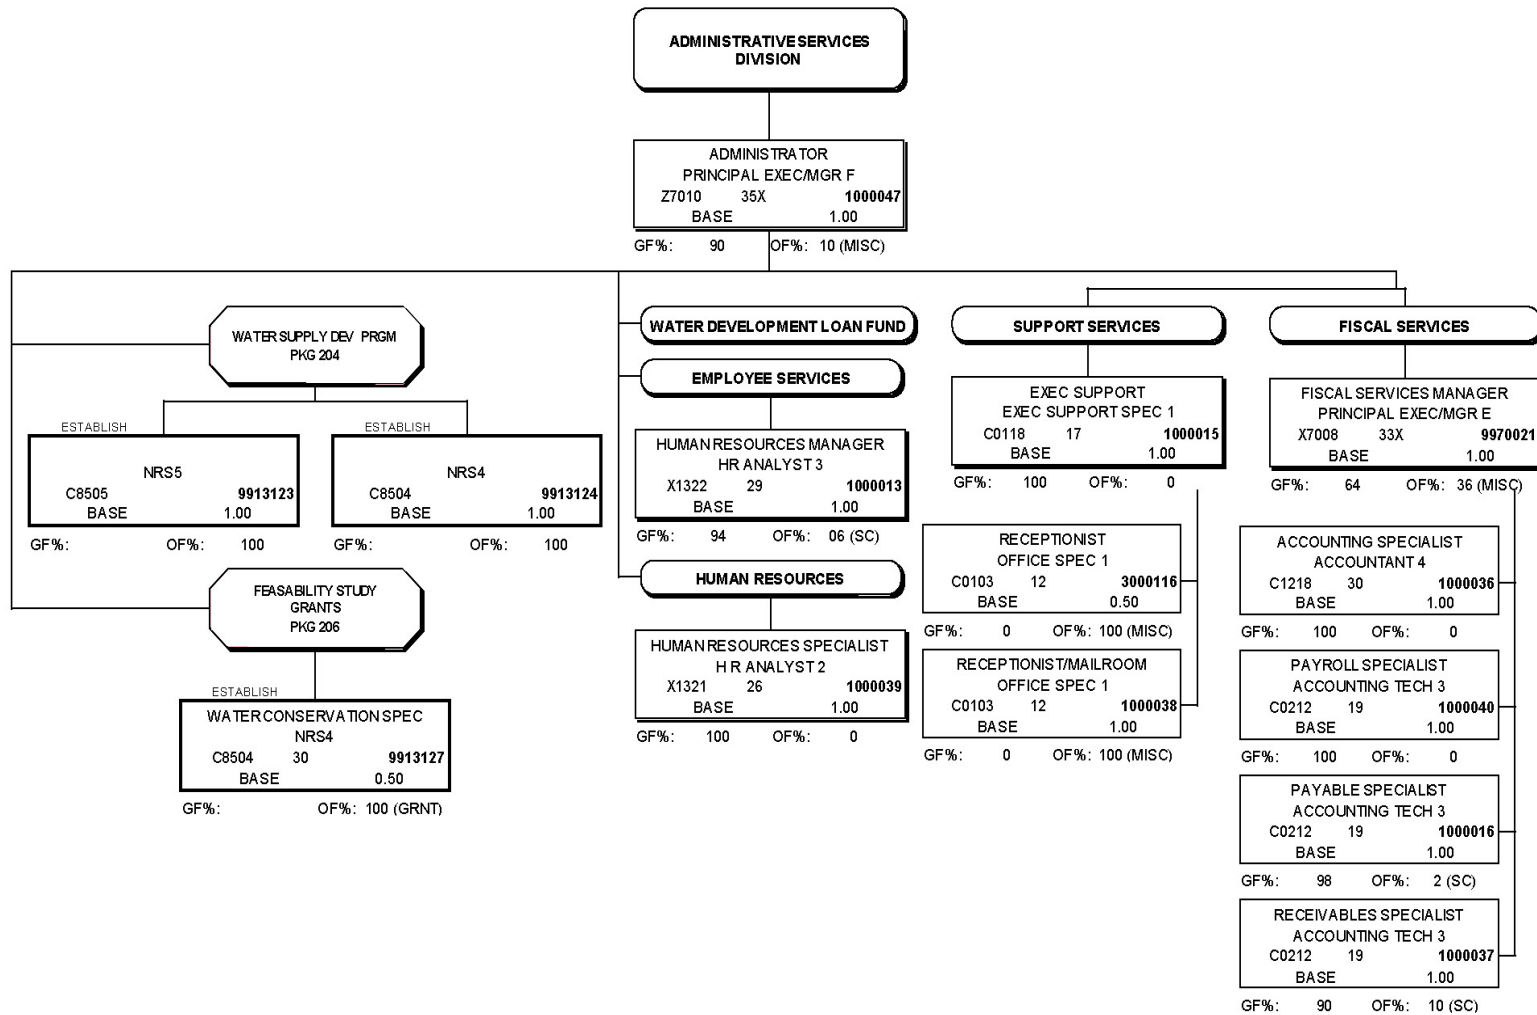 ADMINISTRATIVE SERVICES
DIVISION
ADMINISTRATOR
PRINCIPAL EXEC/MGR F
Z7010 35X 1000047
BASE 1.00
GF%: 90 OF%: 10 (MISC)
WATER SUPPLY DEV PRGM
PKG 204
ESTABLISH
NRS5
C8505 9913123
BASE 1.00
GF%: OF%: 100
ESTABLISH
NRS4
C8504 9913124
BASE 1.00
GF%: OF%: 100
FEASABILITY STUDY
GRANTS
PKG 206
ESTABLISH
WATER CONSERVATION SPEC
NRS4
C8504 30 9913127
BASE 0.50
GF%: OF%: 100 (GRNT)
WATER DEVELOPMENT LOAN FUND
EMPLOYEE SERVICES
HUMAN RESOURCES MANAGER
HR ANALYST 3
X1322 29 1000013
BASE 1.00
GF%: 94 OF%: 06 (SC)
HUMAN RESOURCES
HUMAN RESOURCES SPECIALIST
H R ANALYST 2
X1321 26 1000039
BASE 1.00
GF%: 100 OF%: 0
SUPPORT SERVICES
EXEC SUPPORT
EXEC SUPPORT SPEC 1
C0118 17 1000015
BASE 1.00
GF%: 100 OF%: 0
RECEPTIONIST
OFFICE SPEC 1
C0103 12 3000116
BASE 0.50
GF%: 0 OF%: 100 (MISC)
RECEPTIONIST/MAILROOM
OFFICE SPEC 1
C0103 12 1000038
BASE 1.00
GF%: 0 OF%: 100 (MISC)
FISCAL SERVICES
FISCAL SERVICES MANAGER
PRINCIPAL EXEC/MGR E
X7008 33X 9970021
BASE 1.00
GF%: 64 OF%: 36 (MISC)
ACCOUNTING SPECIALIST
ACCOUNTANT 4
C1218 30 1000036
BASE 1.00
GF%: 100 OF%: 0
PAYROLL SPECIALIST
ACCOUNTING TECH 3
C0212 19 1000040
BASE 1.00
GF%: 100 OF%: 0
PAYABLE SPECIALIST
ACCOUNTING TECH 3
C0212 19 1000016
BASE 1.00
GF%: 98 OF%: 2 (SC)
RECEIVABLES SPECIALIST
ACCOUNTING TECH 3
C0212 19 1000037
BASE 1.00
GF%: 90 OF%: 10 (SC)